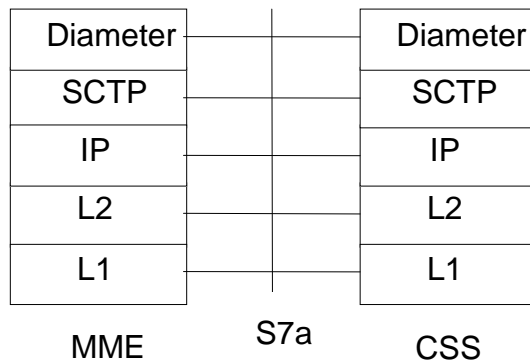 Diameter Diameter
SCTP SCTP
IP IP
L2 L2
L1 L1
MME S7a CSS